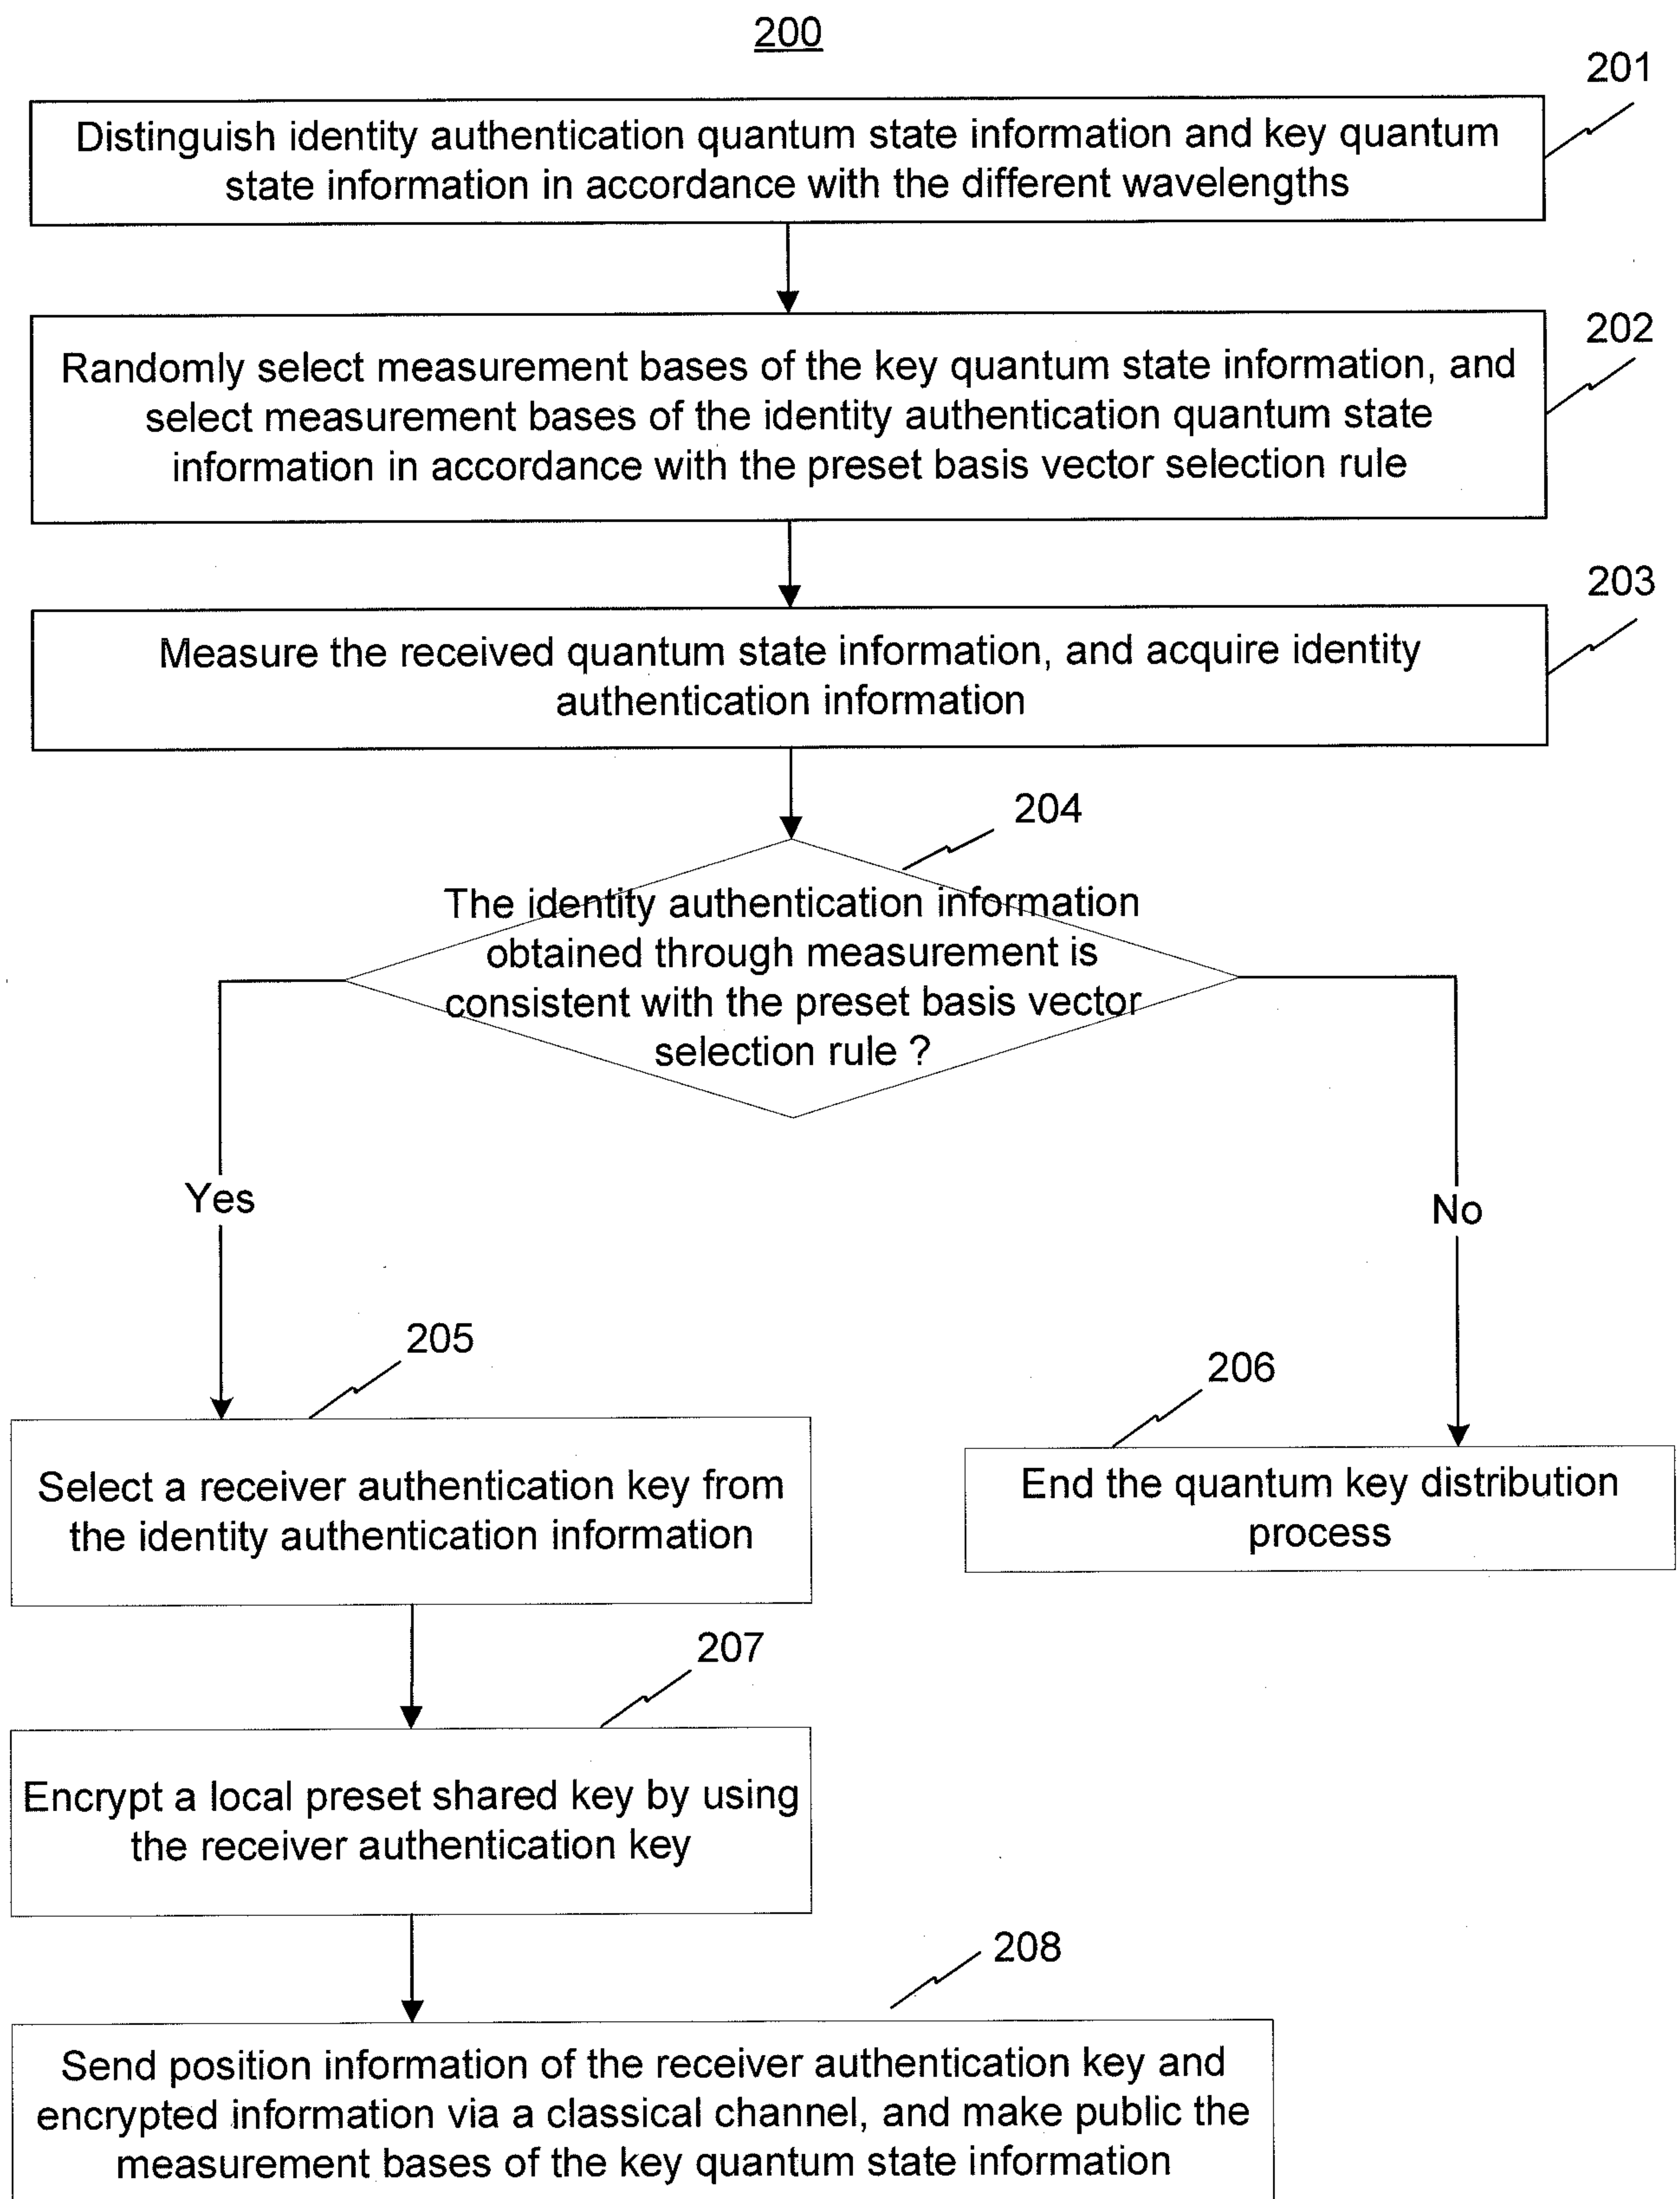 200
201
Distinguish identity authentication quantum state information and key quantum
state information in accordance with the different wavelengths
202
Randomly select measurement bases of the key quantum state information, and
select measurement bases of the identity authentication quantum state
information in accordance with the preset basis vector selection rule
203
Measure the received quantum state information, and acquire identity
authentication information
204
The identity authentication information
obtained through measurement is
consistent with the preset basis vector
selection rule ?
Yes
No
205
Select a receiver authentication key from
the identity authentication information
206
End the quantum key distribution
process
207
Encrypt a local preset shared key by using
the receiver authentication key
208
Send position information of the receiver authentication key and
encrypted information via a classical channel, and make public the
measurement bases of the key quantum state information